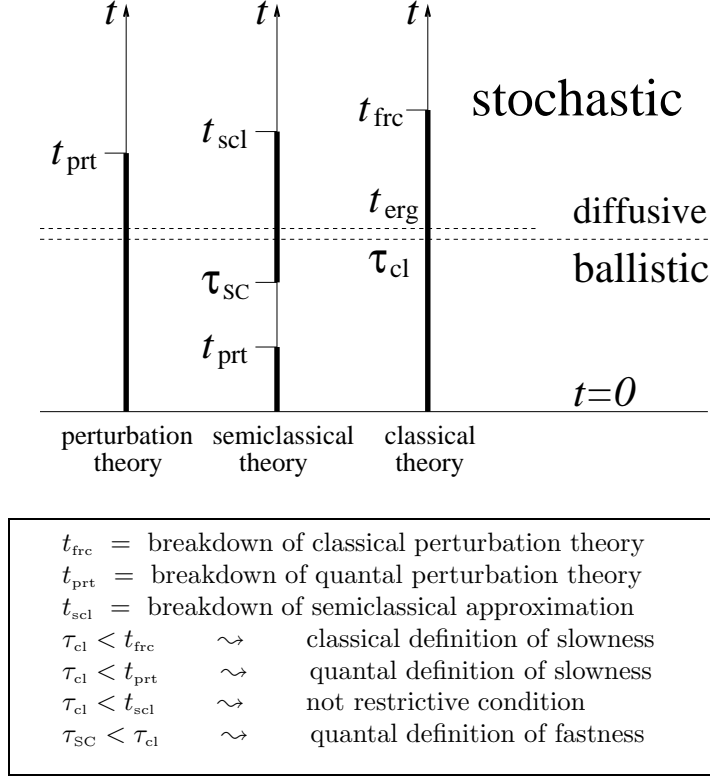 t t t
stochastic
t_frc
t_scl
t_prt
t_erg
diffusive
τ_cl
ballistic
τ_SC
t_prt
t=0
perturbation theory
semiclassical theory
classical theory
t_frc = breakdown of classical perturbation theory
t_prt = breakdown of quantal perturbation theory
t_scl = breakdown of semiclassical approximation
τ_cl < t_frc ⇝ classical definition of slowness
τ_cl < t_prt ⇝ quantal definition of slowness
τ_cl < t_scl ⇝ not restrictive condition
τ_SC < τ_cl ⇝ quantal definition of fastness